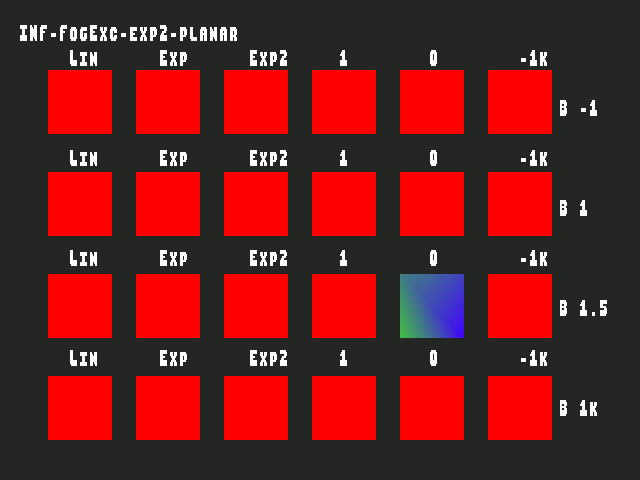 INF-FOGEXC-EXP2-PLANAR
LIN EXP EXP2 1 0 -1K
B -1
LIN EXP EXP2 1 0 -1K
B 1
LIN EXP EXP2 1 0 -1K
B 1.5
LIN EXP EXP2 1 0 -1K
B 1K